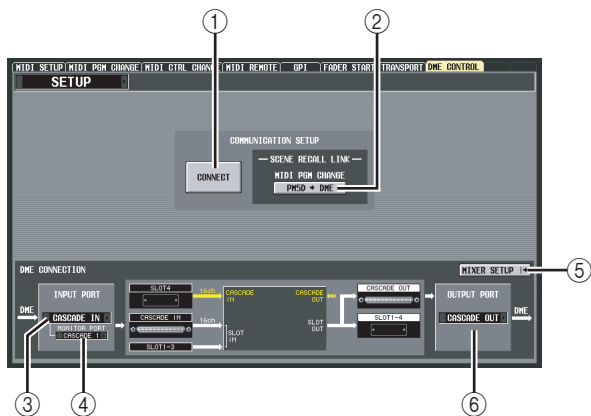 ① ②
MIDI SETUP MIDI PGM CHANGE MIDI CTRL CHANGE MIDI REMOTE GPI FADER START TRANSPORT DME CONTROL
SETUP
COMMUNICATION SETUP
SCENE RECALL LINK
CONNECT
MIDI PGM CHANGE
PM5D → DME
DME CONNECTION
MIXER SETUP
⑤
INPUT PORT
SLOT4
16ch
CASCADE IN
CASCADE OUT
CASCADE OUT
OUTPUT PORT
DME
CASCADE IN
MONITOR PORT
CASCADE 1
CASCADE IN
16ch
SLOT IN
SLOT OUT
SLOT1-4
CASCADE OUT
DME
SLOT1-3
③ ④ ⑥